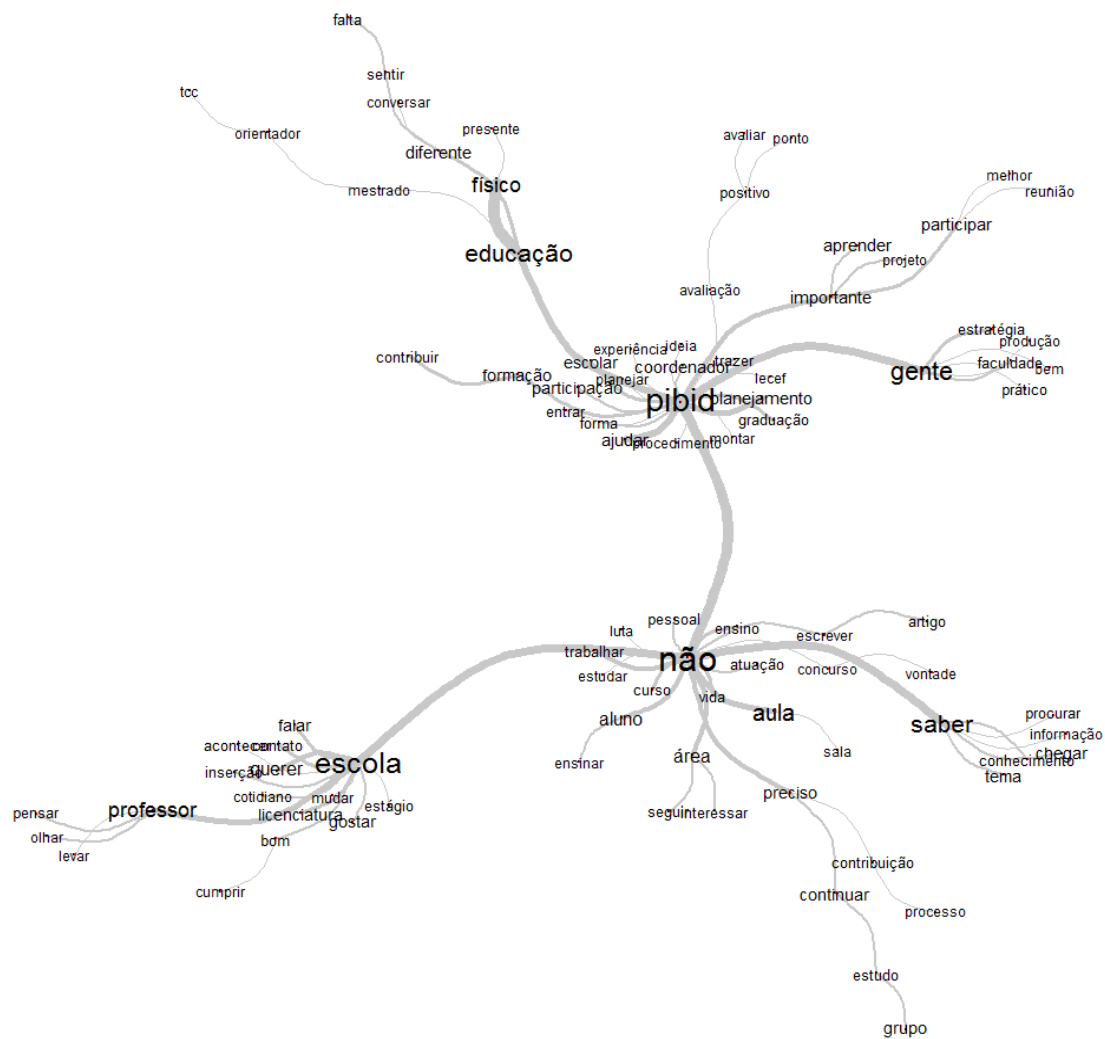 falta
sentir
tcc
conversar
presente
orientador
avaliar
ponto
diferente
melhor
físico
reunião
mestrado
positivo
participar
aprender
educação
projeto
avaliação
importante
estratégia
produção
experiência
ideia
contribuir
escolar
coordenador
trazer
faculdade
bem
formação
planejar
lecef
gente
prático
participação
pibid
planejamento
entrar
graduação
forma
ajudar
procedimento
montar
pessoal
artigo
luta
ensino
escrever
trabalhar
não
atuação
concurso
vontade
estudar
curso
vida
aluno
aula
saber
procurar
falar
informação
acontecer
contato
sala
chegar
ensinar
área
conhecimento
inserção
querer
escola
tema
cotidiano
mudar
preciso
estágio
pensar
professor
licenciatura
gostar
seguir
interessar
olhar
bom
levar
contribuição
cumprir
continuar
processo
estudo
grupo